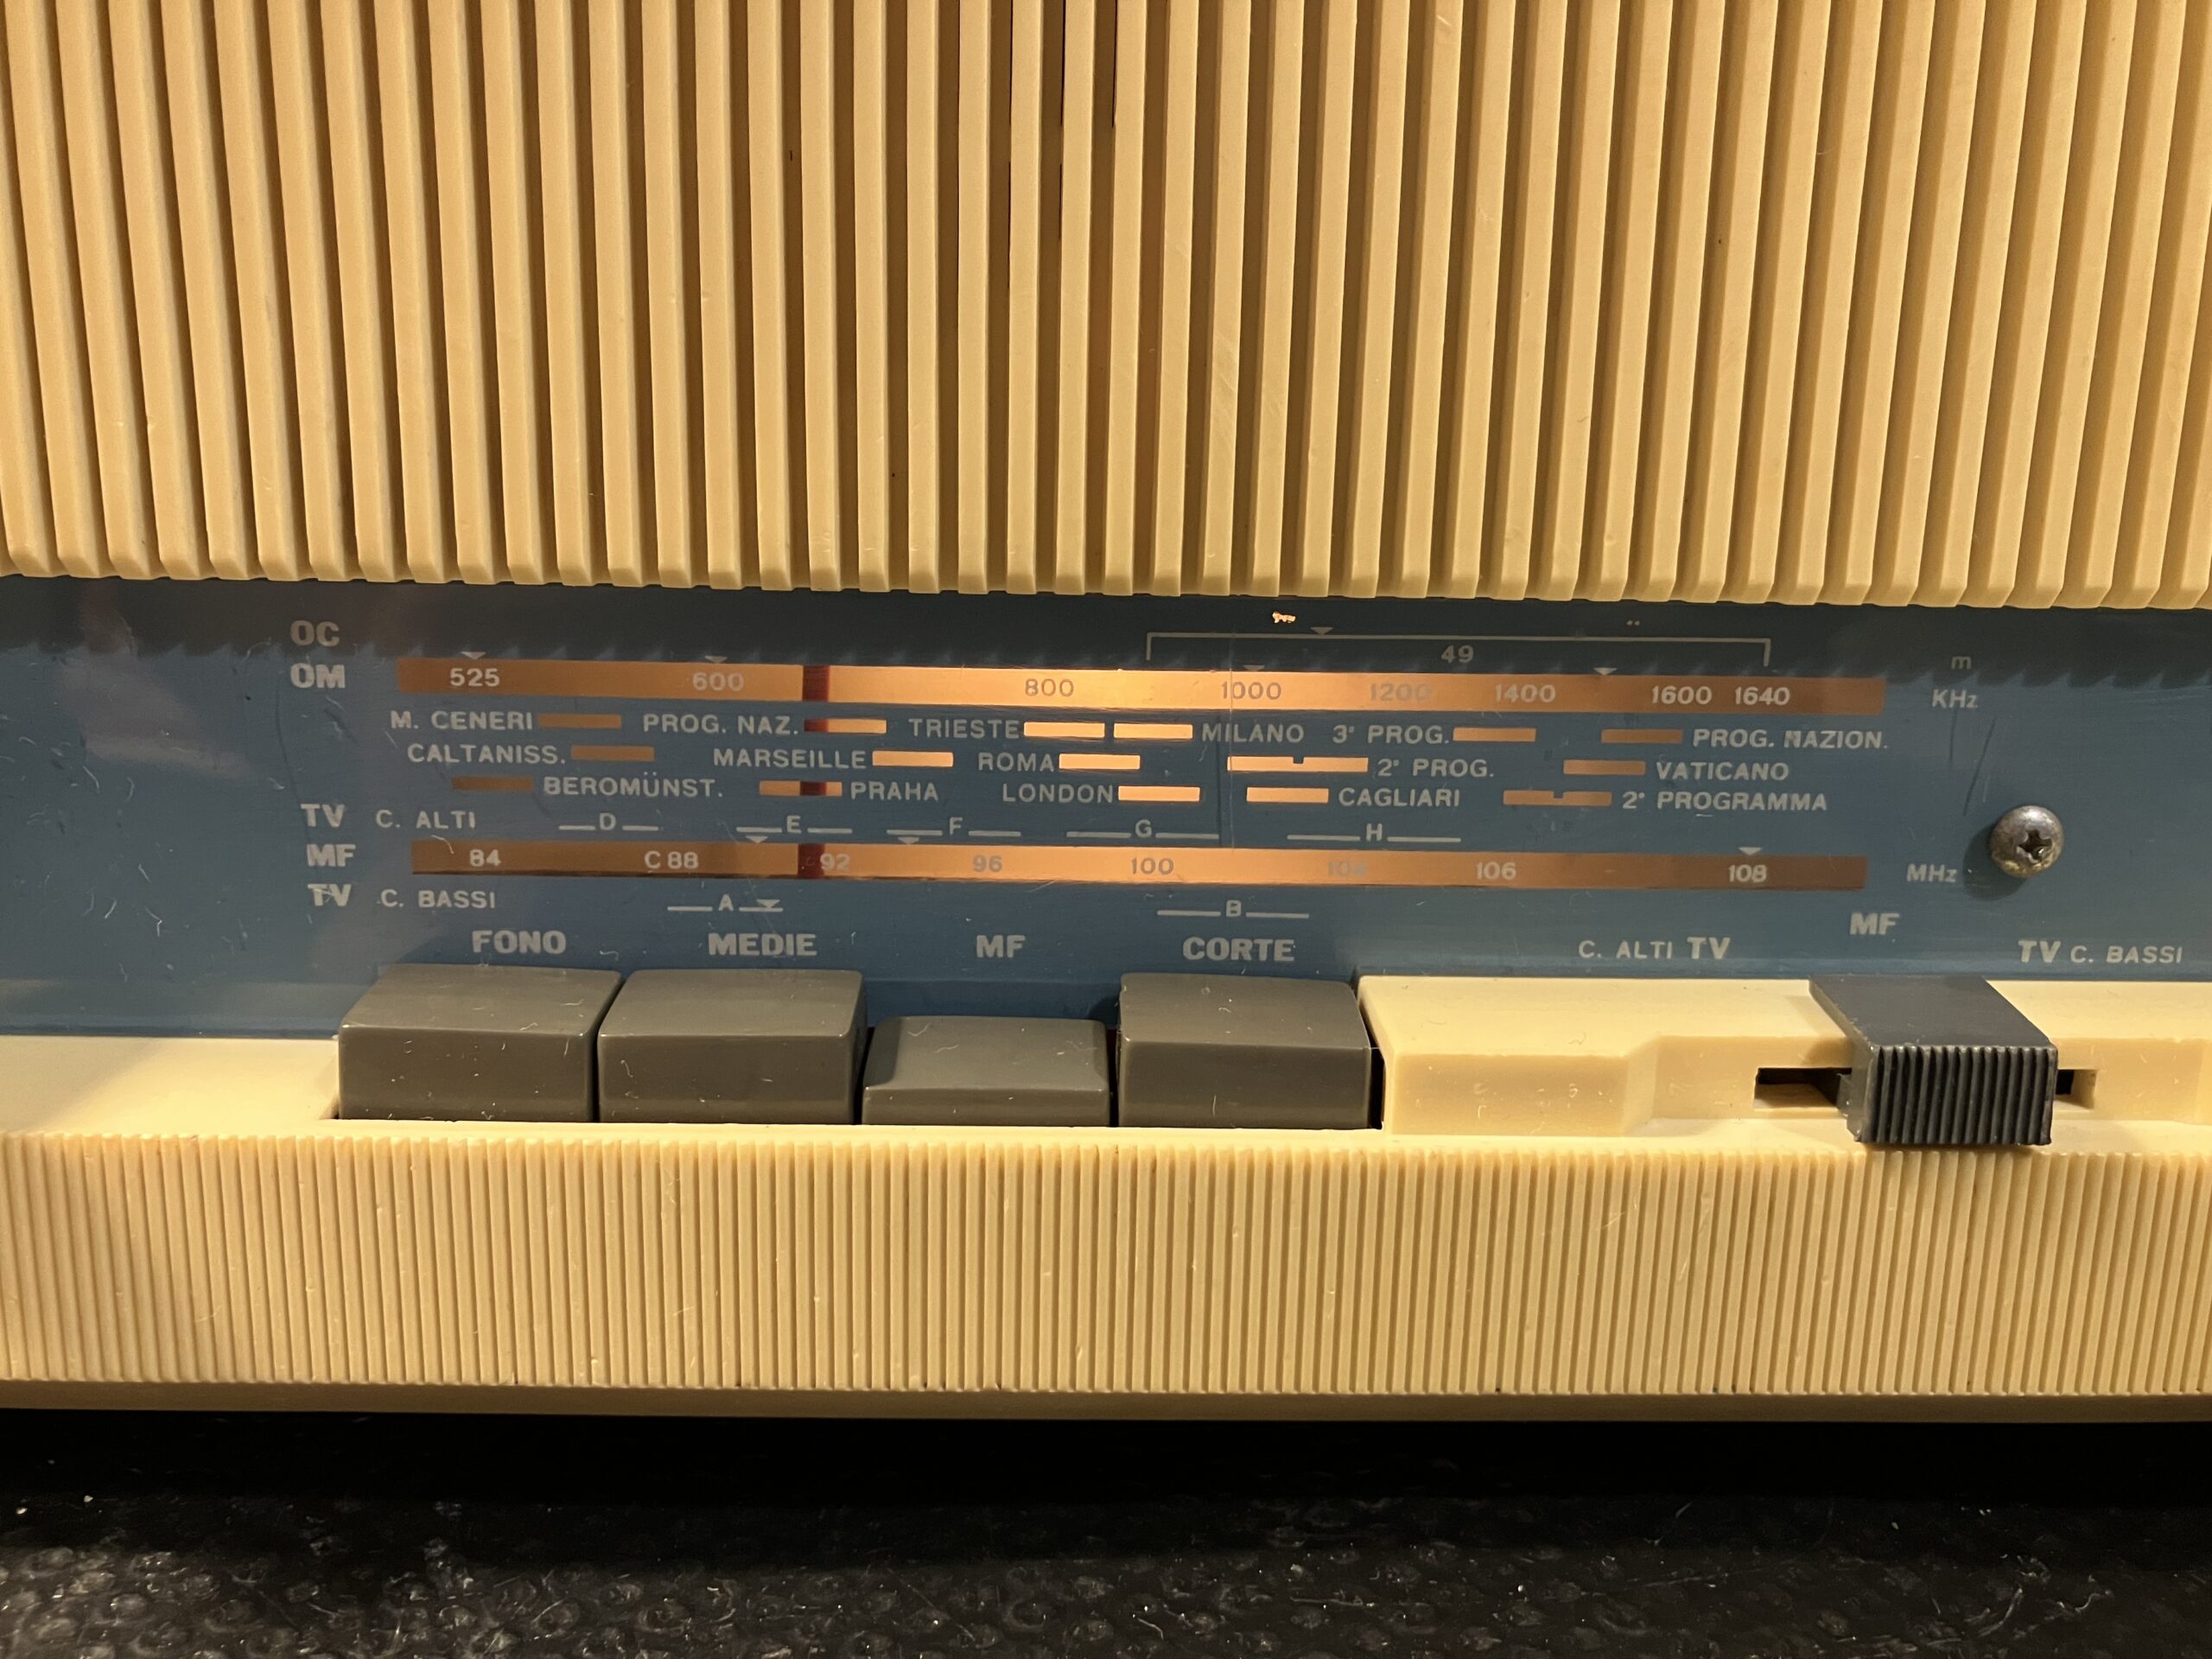 OC 49 m
OM 525 600 800 1000 1200 1400 1600 1640 KHz
M. CENERI PROG. NAZ. TRIESTE MILANO 3° PROG. PROG. NAZION.
CALTANISS. MARSEILLE ROMA 2° PROG. VATICANO
BEROMÜNST. PRAHA LONDON CAGLIARI 2° PROGRAMMA
TV C. ALTI D E F G H
MF 84 C 88 92 96 100 104 106 108 MHz
TV C. BASSI A B
FONO MEDIE MF CORTE C. ALTI TV MF TV C. BASSI